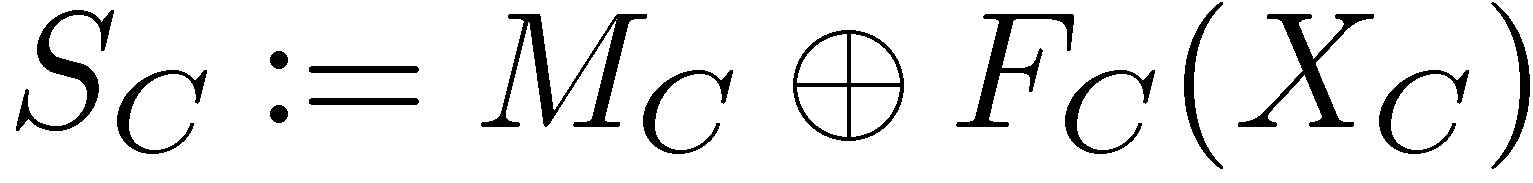 S_C := M_C ⊕ F_C(X_C)